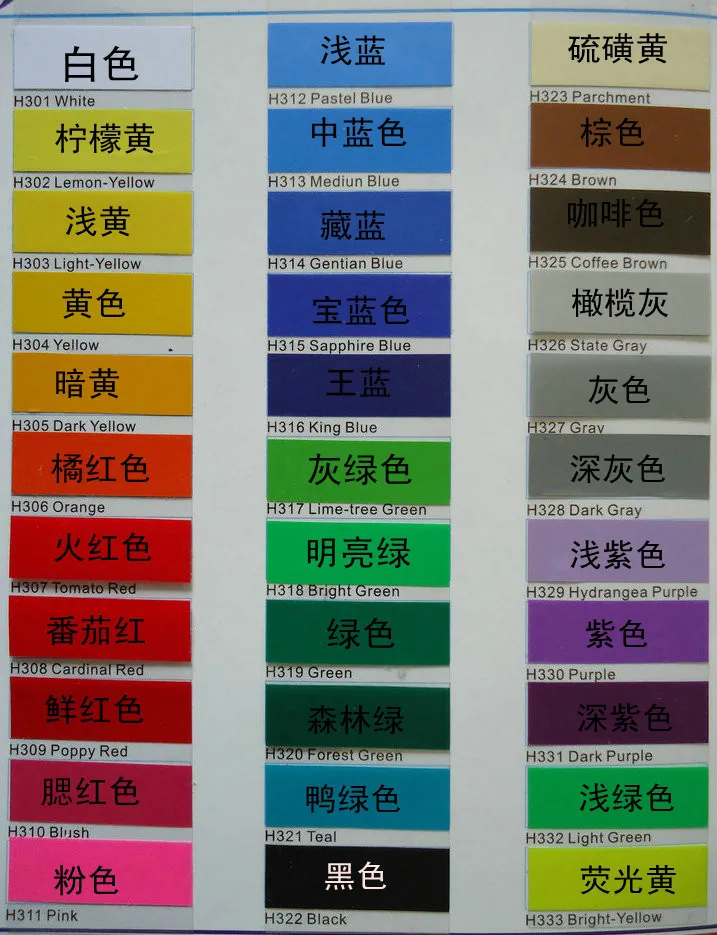 白色
H301 White
柠檬黄
H302 Lemon-Yellow
浅黄
H303 Light-Yellow
黄色
H304 Yellow
暗黄
H305 Dark Yellow
橘红色
H306 Orange
火红色
H307 Tomato Red
番茄红
H308 Cardinal Red
鲜红色
H309 Poppy Red
腮红色
H310 Blush
粉色
H311 Pink
浅蓝
H312 Pastel Blue
中蓝色
H313 Mediun Blue
藏蓝
H314 Gentian Blue
宝蓝色
H315 Sapphire Blue
王蓝
H316 King Blue
灰绿色
H317 Lime-tree Green
明亮绿
H318 Bright Green
绿色
H319 Green
森林绿
H320 Forest Green
鸭绿色
H321 Teal
黑色
H322 Black
硫磺黄
H323 Parchment
棕色
H324 Brown
咖啡色
H325 Coffee Brown
橄榄灰
H326 State Gray
灰色
H327 Gray
深灰色
H328 Dark Gray
浅紫色
H329 Hydrangea Purple
紫色
H330 Purple
深紫色
H331 Dark Purple
浅绿色
H332 Light Green
荧光黄
H333 Bright-Yellow